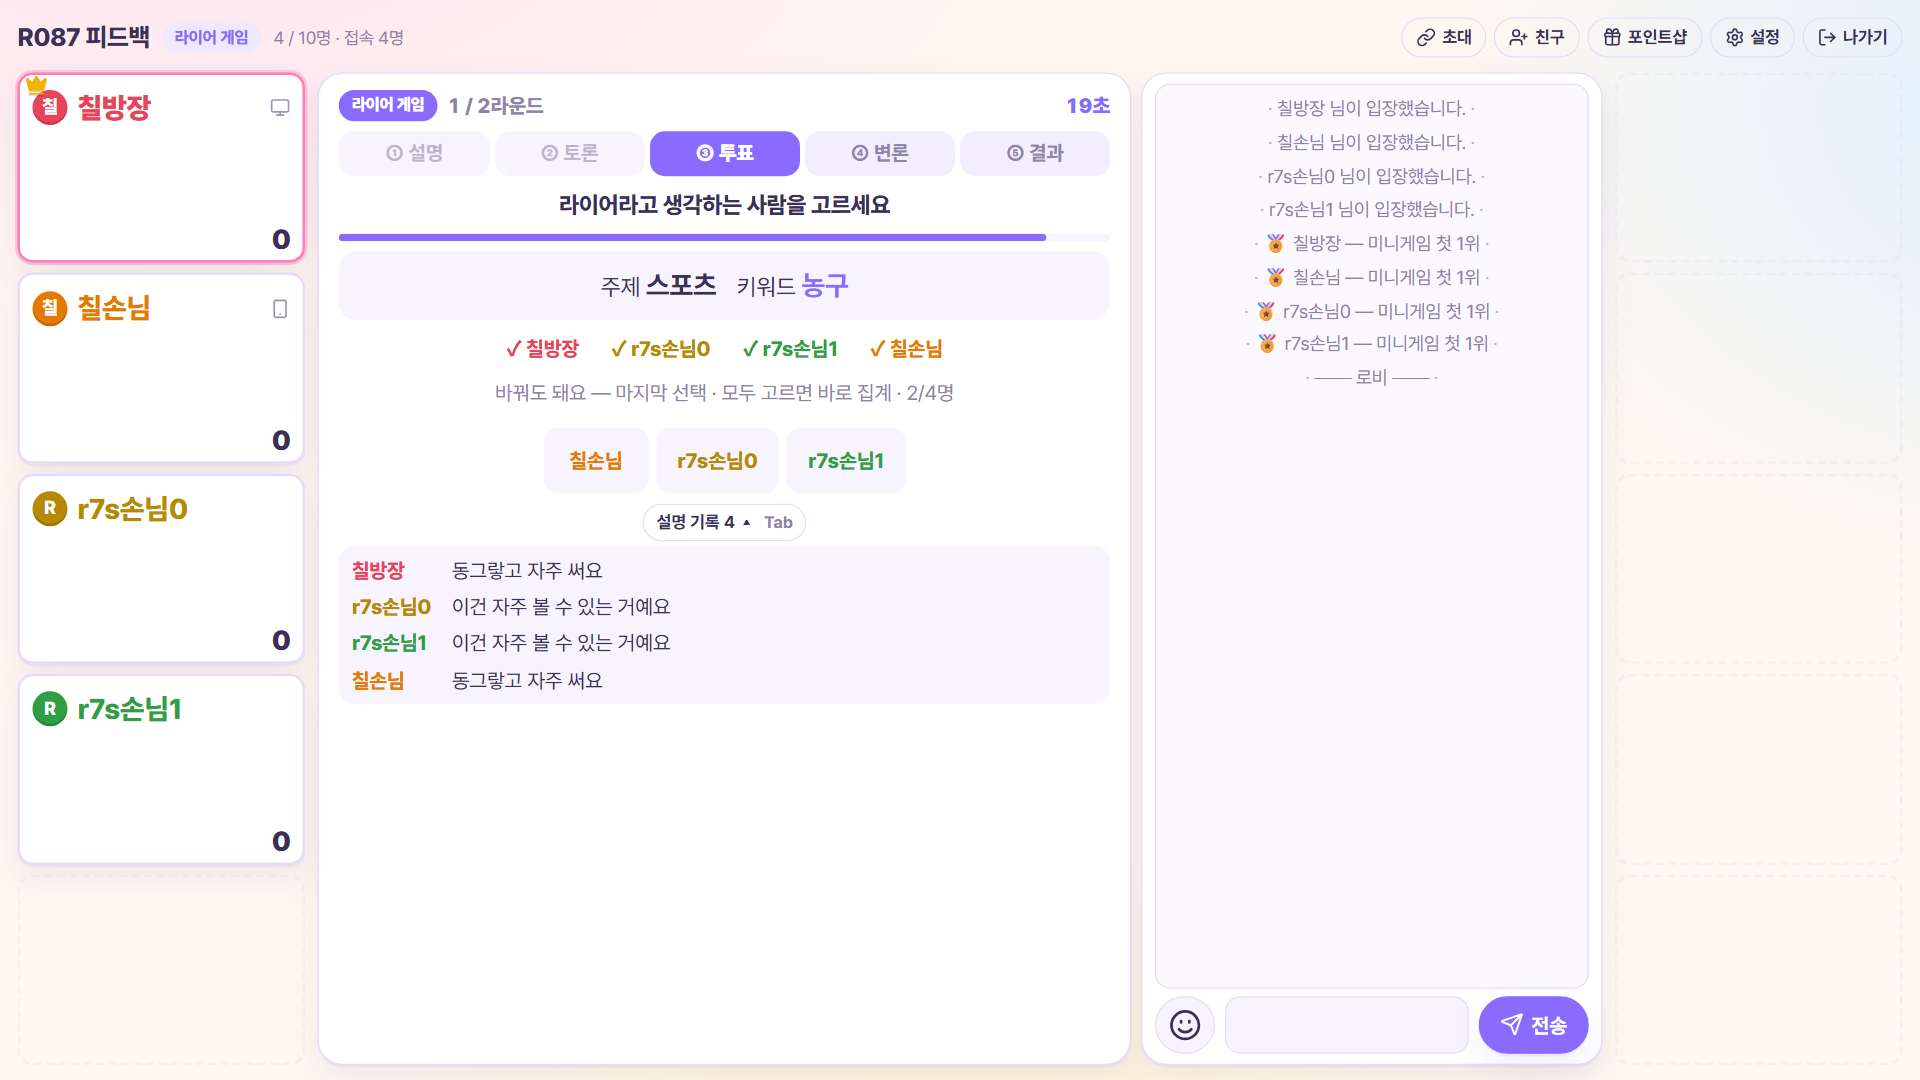 R087 피드백 라이어 게임 4 / 10명 · 접속 4명
초대 친구 포인트샵 설정 나가기
칠 칠방장
0
칠 칠손님
0
R r7s손님0
0
R r7s손님1
0
라이어 게임 1 / 2라운드 19초
① 설명 ② 토론 ③ 투표 ④ 변론 ⑤ 결과
라이어라고 생각하는 사람을 고르세요
주제 스포츠 키워드 농구
✓ 칠방장 ✓ r7s손님0 ✓ r7s손님1 ✓ 칠손님
바꿔도 돼요 — 마지막 선택 · 모두 고르면 바로 집계 · 2/4명
칠손님 r7s손님0 r7s손님1
설명 기록 4 ▲ Tab
칠방장 동그랗고 자주 써요
r7s손님0 이건 자주 볼 수 있는 거예요
r7s손님1 이건 자주 볼 수 있는 거예요
칠손님 동그랗고 자주 써요
· 칠방장 님이 입장했습니다. ·
· 칠손님 님이 입장했습니다. ·
· r7s손님0 님이 입장했습니다. ·
· r7s손님1 님이 입장했습니다. ·
· 🏅 칠방장 — 미니게임 첫 1위 ·
· 🏅 칠손님 — 미니게임 첫 1위 ·
· 🏅 r7s손님0 — 미니게임 첫 1위 ·
· 🏅 r7s손님1 — 미니게임 첫 1위 ·
· —— 로비 —— ·
전송